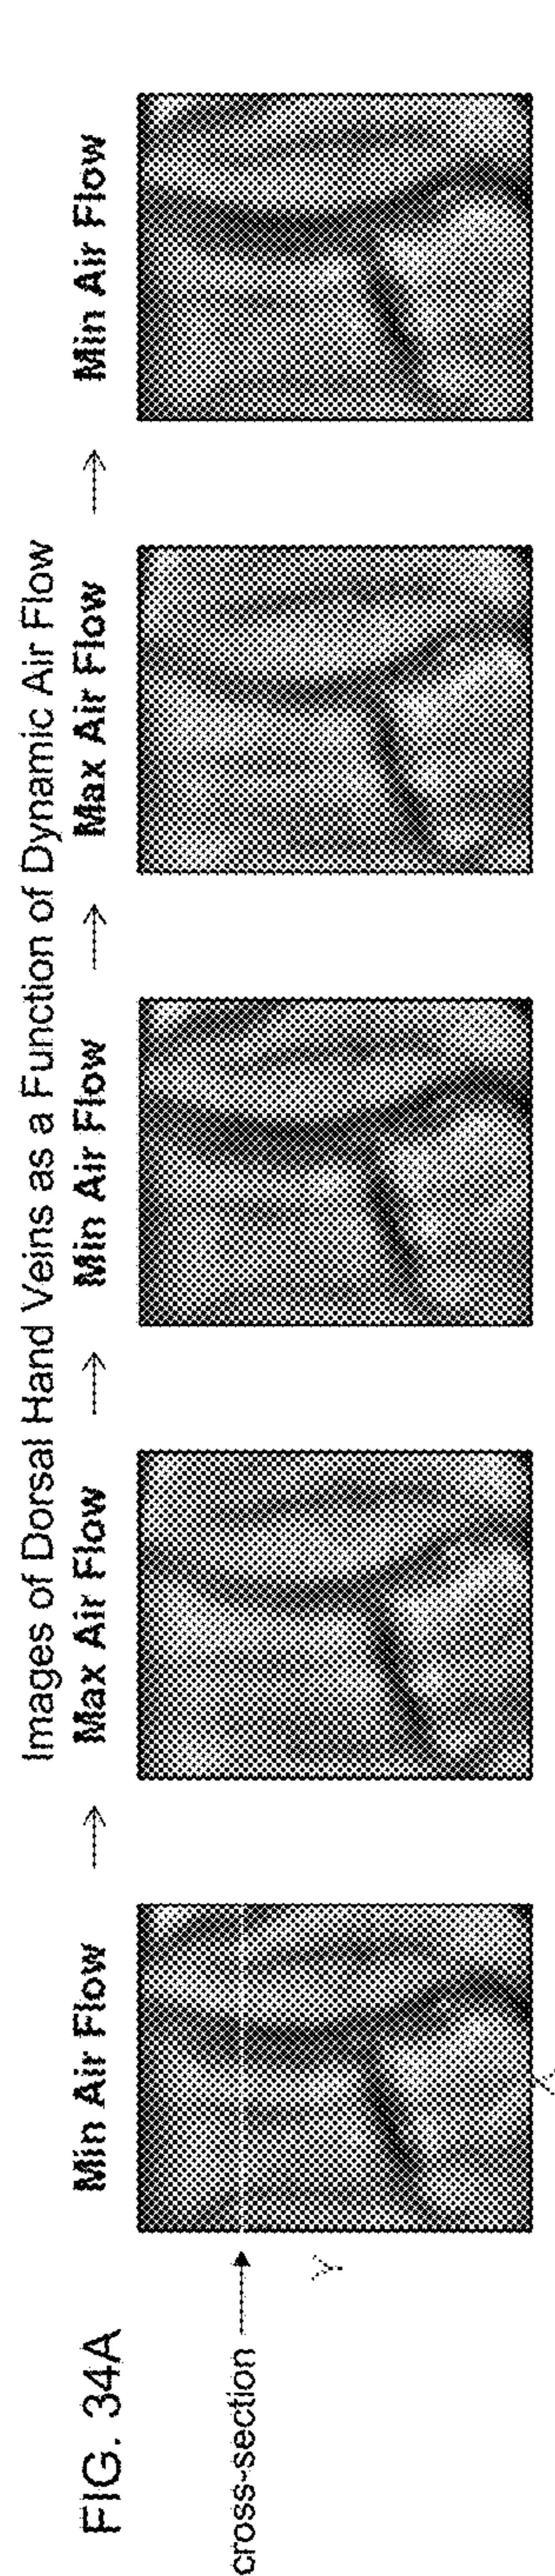 Images of Dorsal Hand Veins as a Function of Dynamic Air Flow
FIG. 34A
Min Air Flow → Max Air Flow → Min Air Flow → Max Air Flow → Min Air Flow
cross-section
Y
X